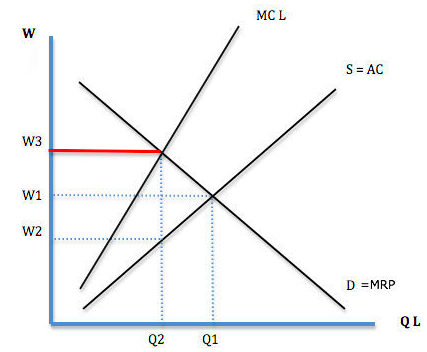 MC L
W
S = AC
W3
W1
W2
D =MRP
Q L
Q2
Q1